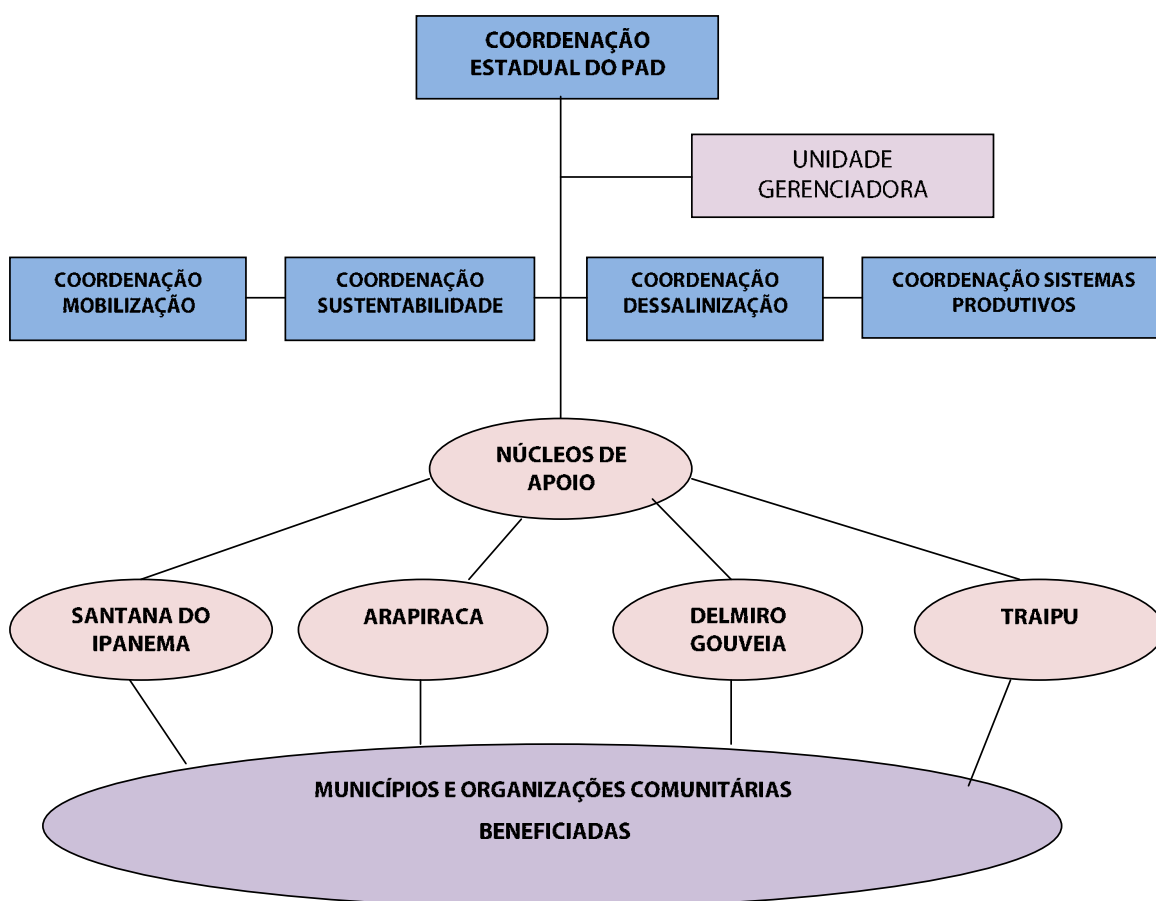 COORDENAÇÃO
ESTADUAL DO PAD
UNIDADE
GERENCIADORA
COORDENAÇÃO
MOBILIZAÇÃO
COORDENAÇÃO
SUSTENTABILIDADE
COORDENAÇÃO
DESSALINIZAÇÃO
COORDENAÇÃO SISTEMAS
PRODUTIVOS
NÚCLEOS DE
APOIO
SANTANA DO
IPANEMA
ARAPIRACA
DELMIRO
GOUVEIA
TRAIPU
MUNICÍPIOS E ORGANIZAÇÕES COMUNITÁRIAS
BENEFICIADAS